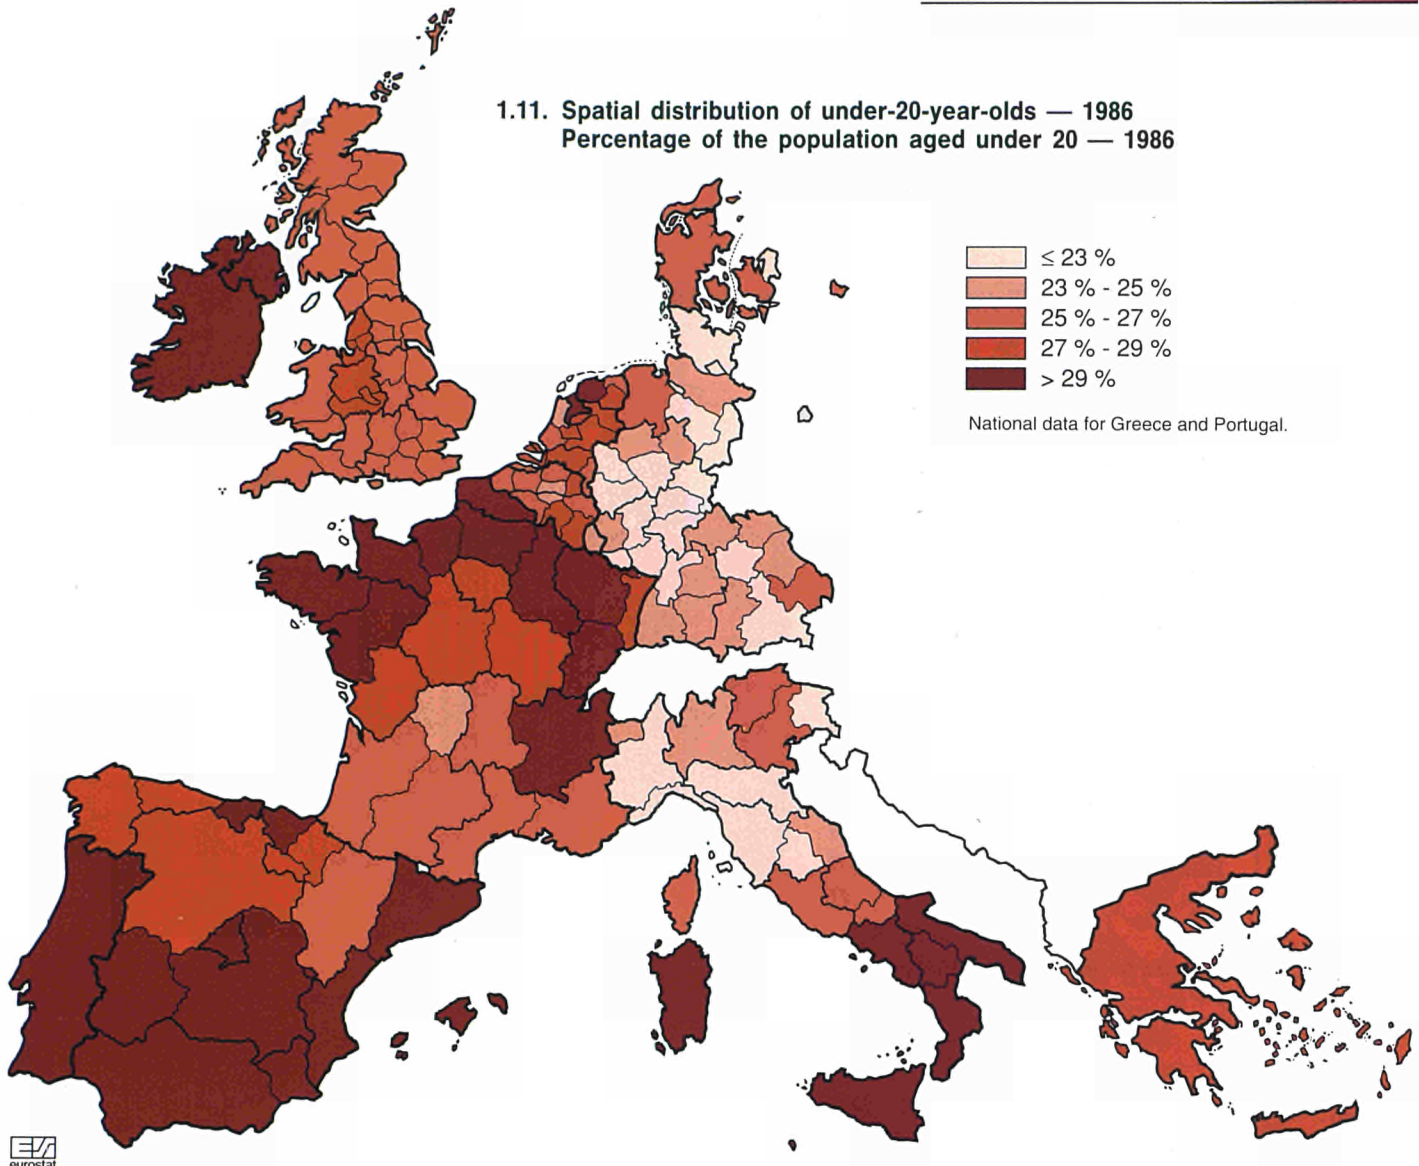 1.11. Spatial distribution of under-20-year-olds — 1986
Percentage of the population aged under 20 — 1986
≤ 23 %
23 % - 25 %
25 % - 27 %
27 % - 29 %
> 29 %
National data for Greece and Portugal.
eurostat